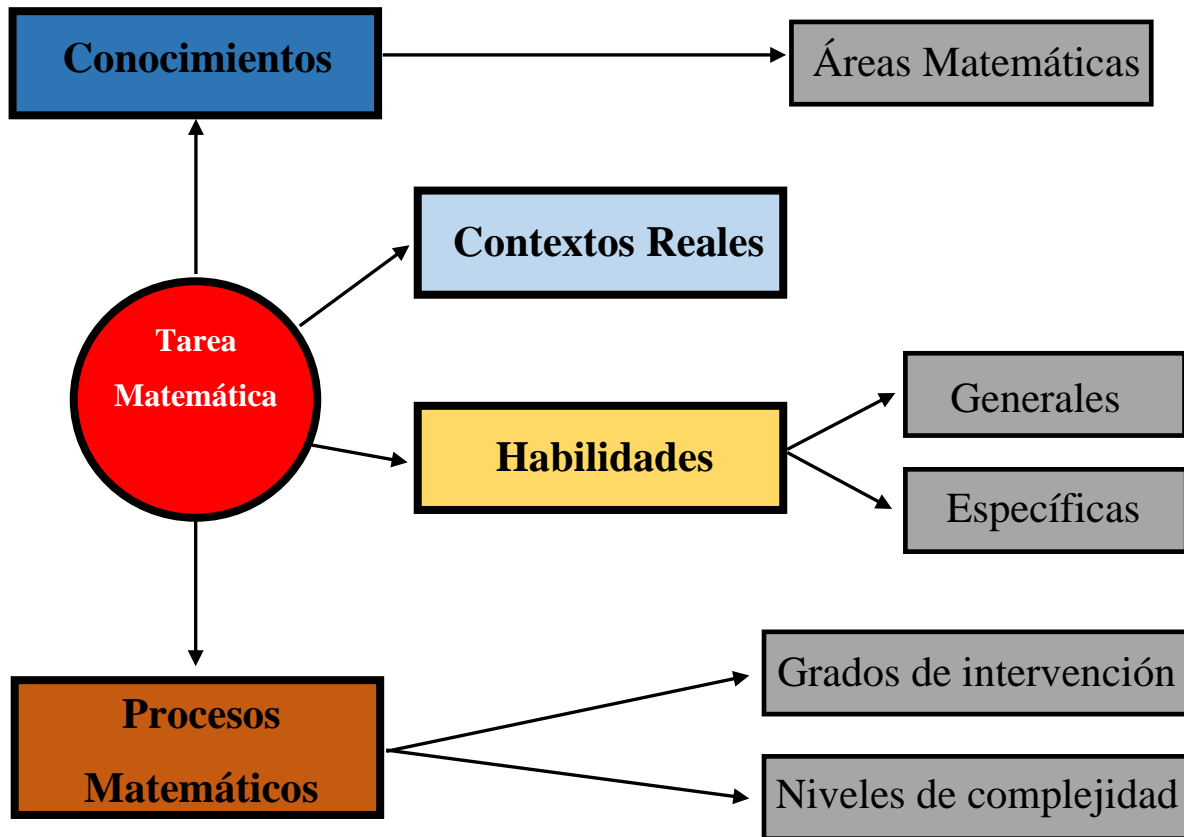 Conocimientos
Áreas Matemáticas
Contextos Reales
Tarea
Matemática
Habilidades
Generales
Específicas
Procesos
Matemáticos
Grados de intervención
Niveles de complejidad